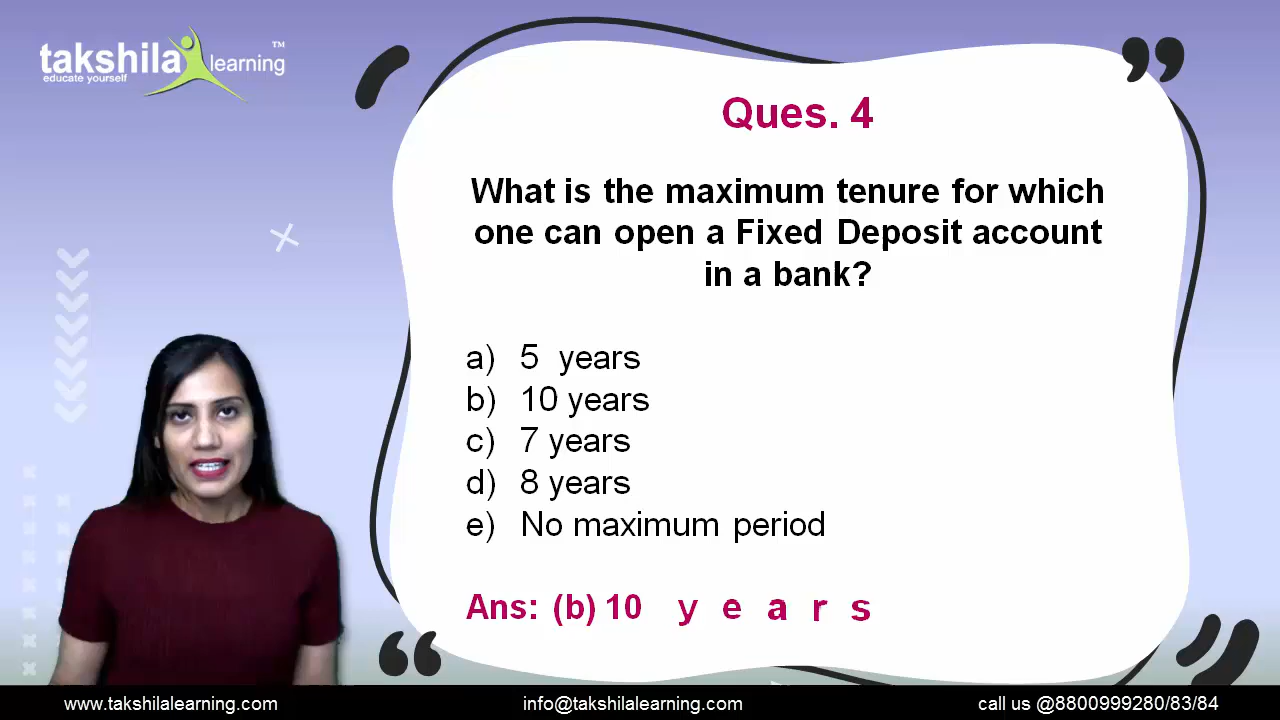 takshila learning™
educate yourself
Ques. 4
What is the maximum tenure for which
one can open a Fixed Deposit account
in a bank?
a) 5 years
b) 10 years
c) 7 years
d) 8 years
e) No maximum period
Ans: (b) 10 y e a r s
www.takshilalearning.com info@takshilalearning.com call us @8800999280/83/84